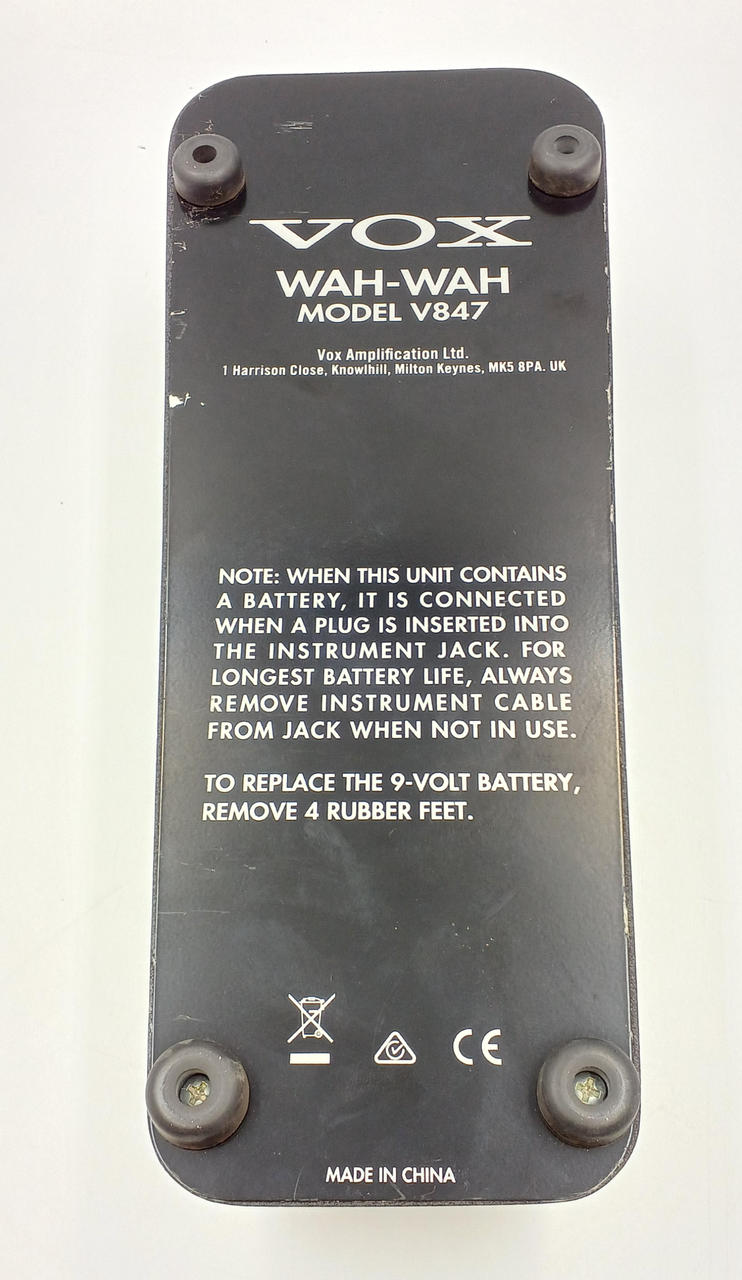 VOX
WAH-WAH
MODEL V847
Vox Amplification Ltd.
1 Harrison Close, Knowlhill, Milton Keynes, MK5 8PA. UK
NOTE: WHEN THIS UNIT CONTAINS
A BATTERY, IT IS CONNECTED
WHEN A PLUG IS INSERTED INTO
THE INSTRUMENT JACK. FOR
LONGEST BATTERY LIFE, ALWAYS
REMOVE INSTRUMENT CABLE
FROM JACK WHEN NOT IN USE.
TO REPLACE THE 9-VOLT BATTERY,
REMOVE 4 RUBBER FEET.
CE
MADE IN CHINA